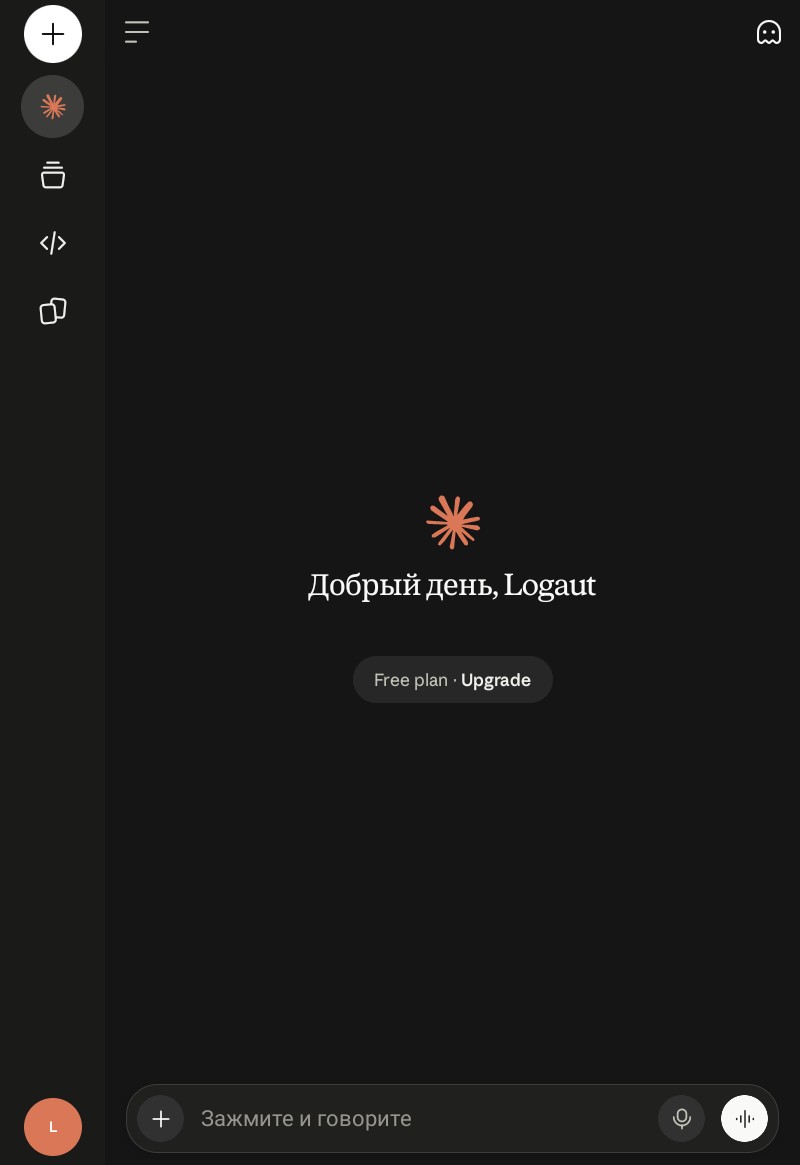 Добрый день, Logaut
Free plan · Upgrade
L
Зажмите и говорите